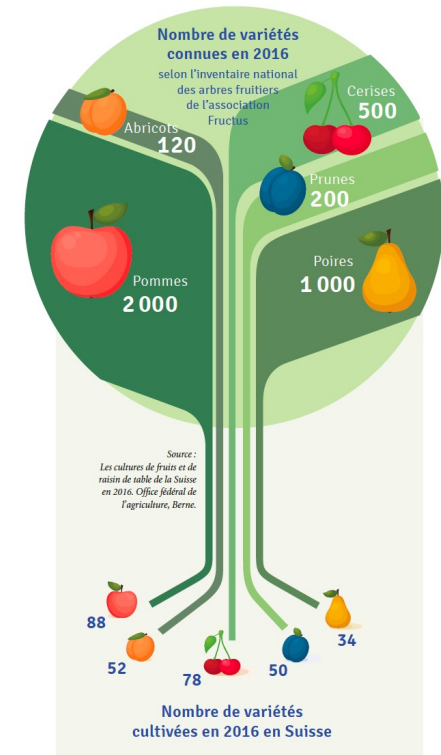 Nombre de variétés
connues en 2016
selon l'inventaire national
des arbres fruitiers
de l'association
Fructus
Abricots
120
Cerises
500
Prunes
200
Pommes
2 000
Poires
1 000
Source :
Les cultures de fruits et de
raisin de table de la Suisse
en 2016. Office fédéral de
l'agriculture, Berne.
88
52
78
50
34
Nombre de variétés
cultivées en 2016 en Suisse